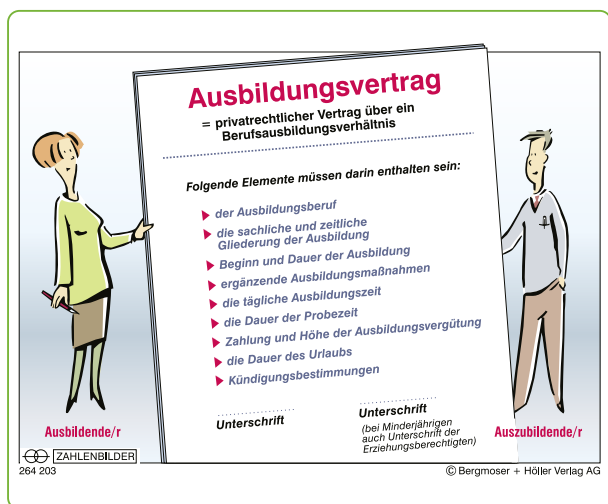 Ausbildungsvertrag
= privatrechtlicher Vertrag über ein
Berufsausbildungsverhältnis
Folgende Elemente müssen darin enthalten sein:
der Ausbildungsberuf
die sachliche und zeitliche
Gliederung der Ausbildung
Beginn und Dauer der Ausbildung
ergänzende Ausbildungsmaßnahmen
die tägliche Ausbildungszeit
die Dauer der Probezeit
Zahlung und Höhe der Ausbildungsvergütung
die Dauer des Urlaubs
Kündigungsbestimmungen
Unterschrift
Unterschrift
(bei Minderjährigen
auch Unterschrift der
Erziehungsberechtigten)
Ausbildende/r
Auszubildende/r
ZAHLENBILDER
264 203
© Bergmoser + Höller Verlag AG